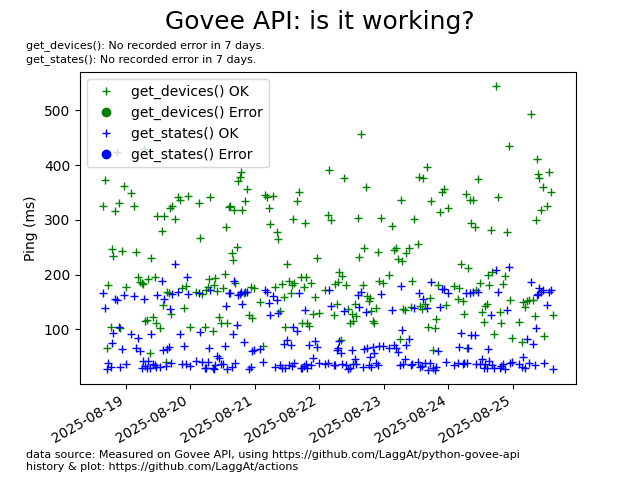 Govee API: is it working?
get_devices(): No recorded error in 7 days.
get_states(): No recorded error in 7 days.
get_devices() OK
get_devices() Error
get_states() OK
get_states() Error
Ping (ms)
500
400
300
200
100
2025-08-19
2025-08-20
2025-08-21
2025-08-22
2025-08-23
2025-08-24
2025-08-25
data source: Measured on Govee API, using https://github.com/LaggAt/python-govee-api
history & plot: https://github.com/LaggAt/actions